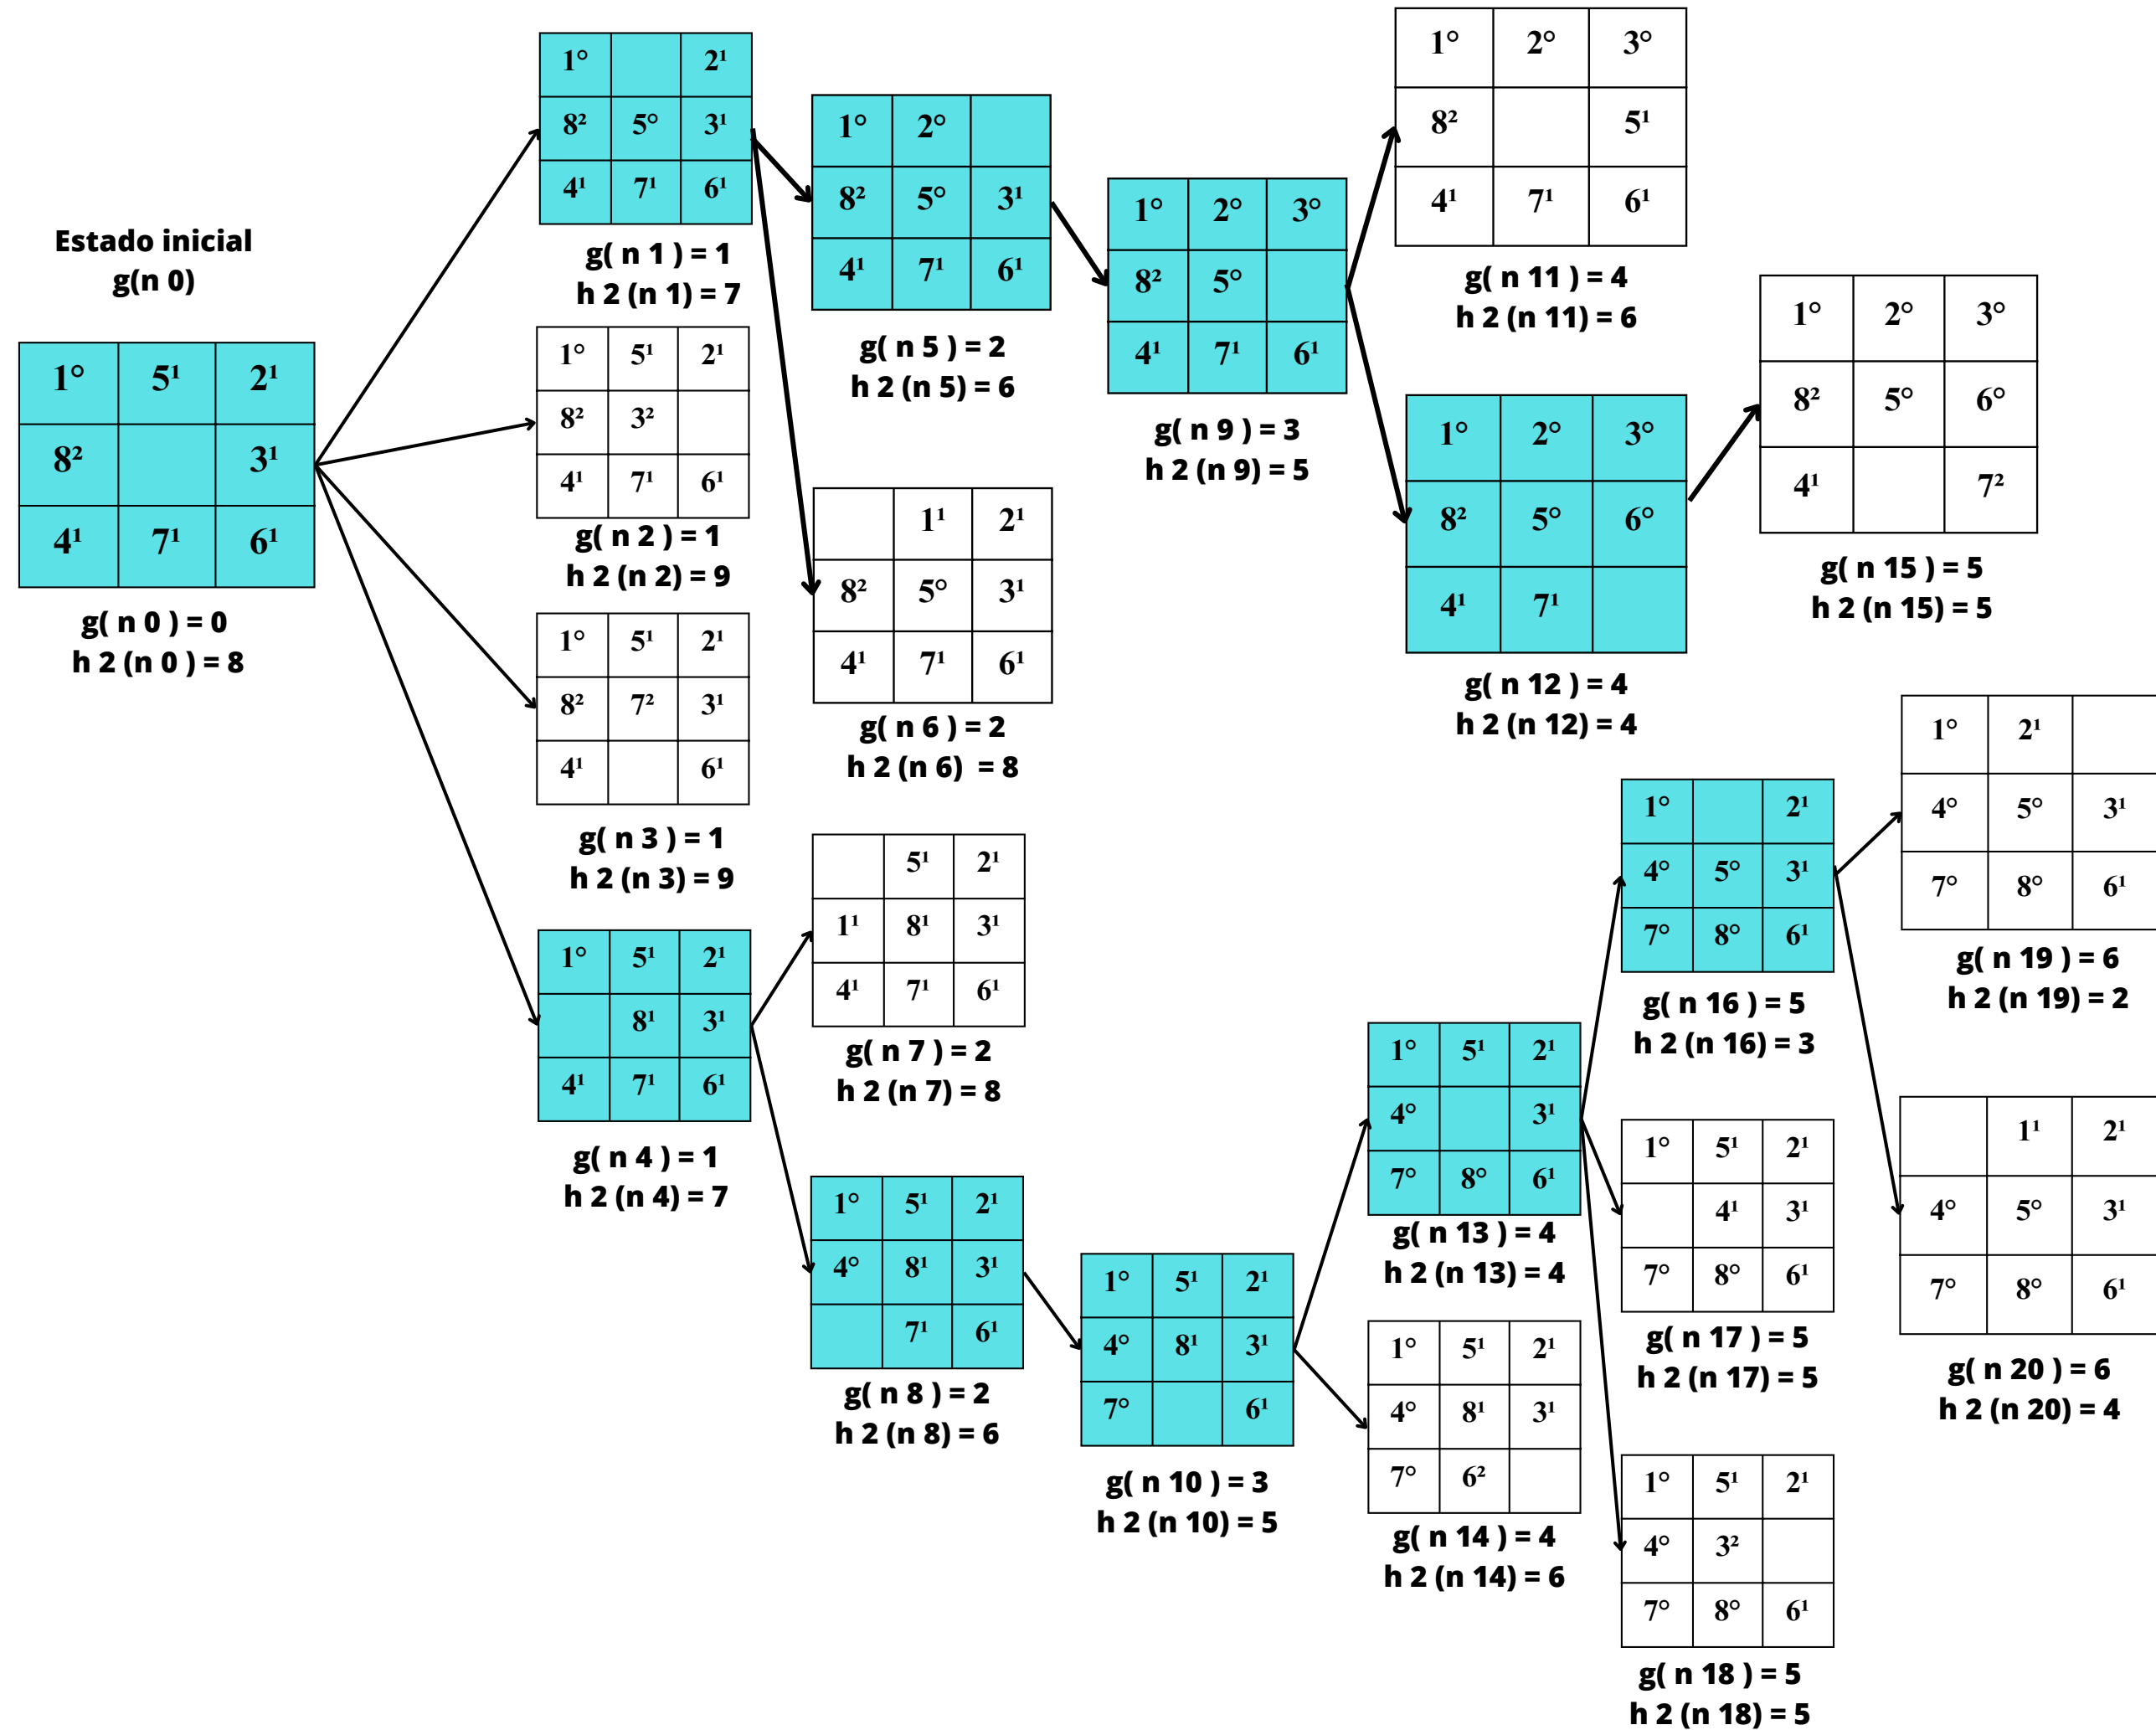 Estado inicial
g(n 0)
1° 5¹ 2¹
8² 3¹
4¹ 7¹ 6¹
g( n 0 ) = 0
h 2 (n 0 ) = 8
1° 2¹
8² 5° 3¹
4¹ 7¹ 6¹
g( n 1 ) = 1
h 2 (n 1) = 7
1° 5¹ 2¹
8² 3²
4¹ 7¹ 6¹
g( n 2 ) = 1
h 2 (n 2) = 9
1° 5¹ 2¹
8² 7² 3¹
4¹ 6¹
g( n 3 ) = 1
h 2 (n 3) = 9
1° 5¹ 2¹
8¹ 3¹
4¹ 7¹ 6¹
g( n 4 ) = 1
h 2 (n 4) = 7
1° 2°
8² 5° 3¹
4¹ 7¹ 6¹
g( n 5 ) = 2
h 2 (n 5) = 6
1¹ 2¹
8² 5° 3¹
4¹ 7¹ 6¹
g( n 6 ) = 2
h 2 (n 6) = 8
5¹ 2¹
1¹ 8¹ 3¹
4¹ 7¹ 6¹
g( n 7 ) = 2
h 2 (n 7) = 8
1° 5¹ 2¹
4° 8¹ 3¹
7¹ 6¹
g( n 8 ) = 2
h 2 (n 8) = 6
1° 2° 3°
8² 5°
4¹ 7¹ 6¹
g( n 9 ) = 3
h 2 (n 9) = 5
1° 5¹ 2¹
4° 8¹ 3¹
7° 6¹
g( n 10 ) = 3
h 2 (n 10) = 5
1° 2° 3°
8² 5¹
4¹ 7¹ 6¹
g( n 11 ) = 4
h 2 (n 11) = 6
1° 2° 3°
8² 5° 6°
4¹ 7¹
g( n 12 ) = 4
h 2 (n 12) = 4
1° 5¹ 2¹
4° 3¹
7° 8° 6¹
g( n 13 ) = 4
h 2 (n 13) = 4
1° 5¹ 2¹
4° 8¹ 3¹
7° 6²
g( n 14 ) = 4
h 2 (n 14) = 6
1° 2° 3°
8² 5° 6°
4¹ 7²
g( n 15 ) = 5
h 2 (n 15) = 5
1° 2¹
4° 5° 3¹
7° 8° 6¹
g( n 16 ) = 5
h 2 (n 16) = 3
1° 5¹ 2¹
4¹ 3¹
7° 8° 6¹
g( n 17 ) = 5
h 2 (n 17) = 5
1° 5¹ 2¹
4° 3²
7° 8° 6¹
g( n 18 ) = 5
h 2 (n 18) = 5
1° 2¹
4° 5° 3¹
7° 8° 6¹
g( n 19 ) = 6
h 2 (n 19) = 2
1¹ 2¹
4° 5° 3¹
7° 8° 6¹
g( n 20 ) = 6
h 2 (n 20) = 4